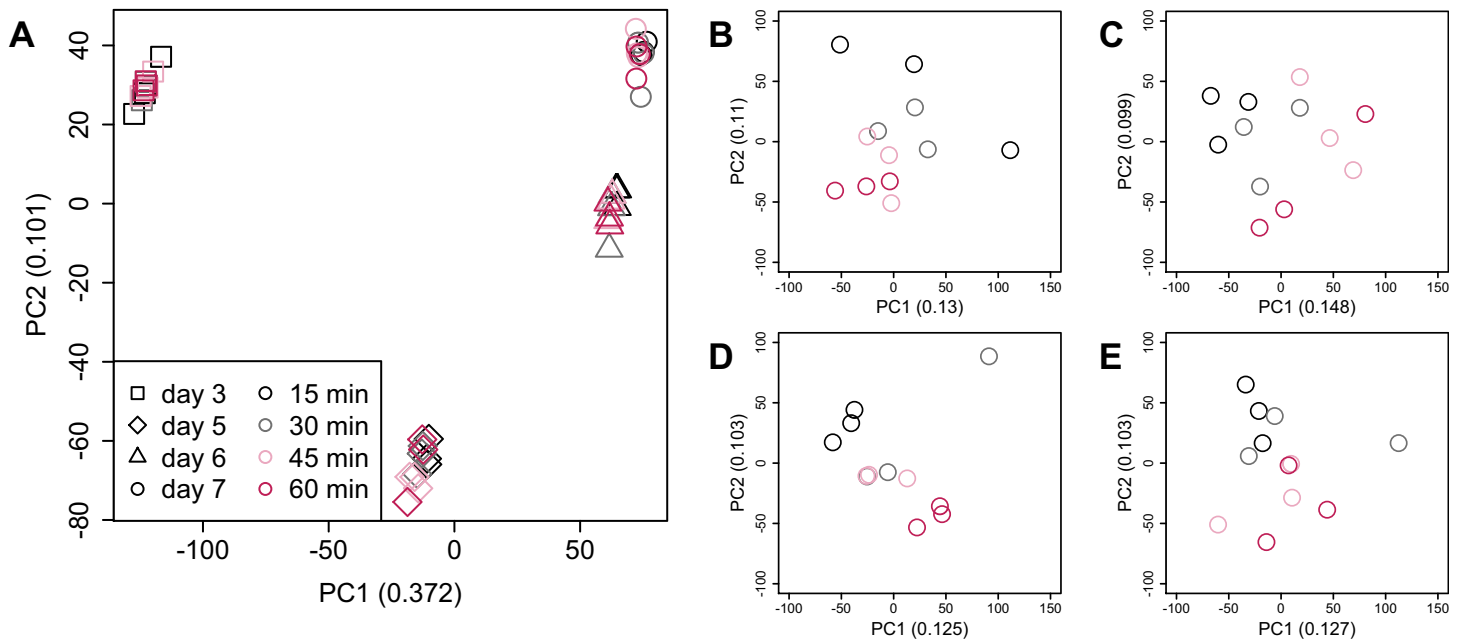 A
PC2 (0.101)
40
20
0
-20
-40
-60
-80
day 3 15 min
day 5 30 min
day 6 45 min
day 7 60 min
-100 -50 0 50
PC1 (0.372)
B
PC2 (0.11)
100
50
0
-50
-100
-100 -50 0 50 100 150
PC1 (0.13)
C
PC2 (0.099)
100
50
0
-50
-100
-100 -50 0 50 100 150
PC1 (0.148)
D
PC2 (0.103)
100
50
0
-50
-100
-100 -50 0 50 100 150
PC1 (0.125)
E
PC2 (0.103)
100
50
0
-50
-100
-100 -50 0 50 100 150
PC1 (0.127)